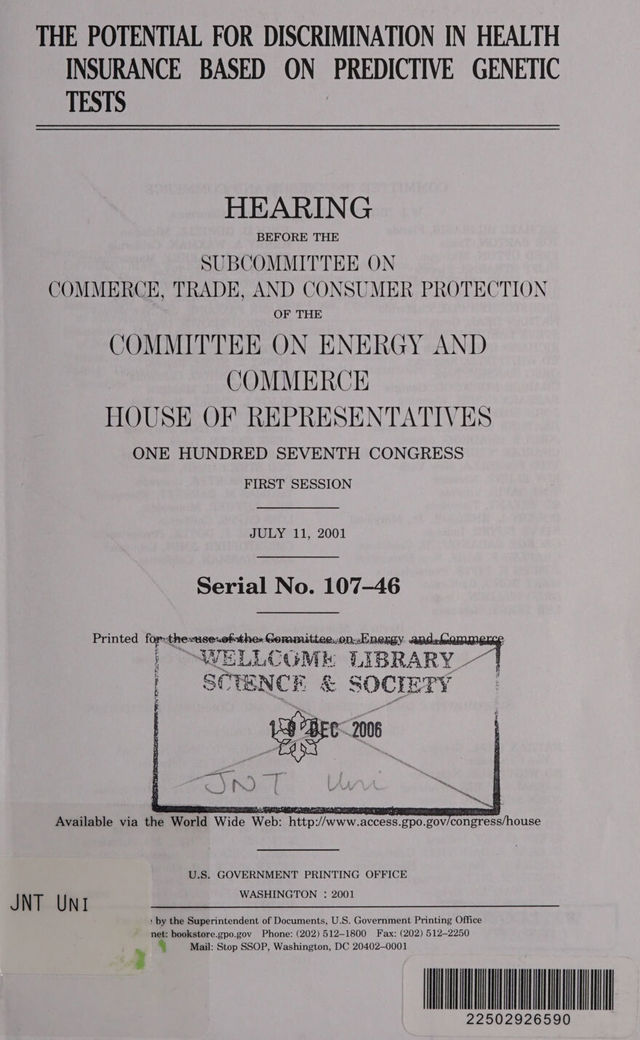 THE POTENTIAL FOR DISCRIMINATION IN HEALTH
INSURANCE BASED ON PREDICTIVE GENETIC
TESTS
HEARING
BEFORE THE
SUBCOMMITTEE ON
COMMERCE, TRADE, AND CONSUMER PROTECTION
OF THE
COMMITTEE ON ENERGY AND
COMMERCE
HOUSE OF REPRESENTATIVES
ONE HUNDRED SEVENTH CONGRESS
FIRST SESSION
JULY 11, 2001
Serial No. 107–46
Printed for the use of the Committee on Energy and Commerce
WELLCOME LIBRARY
SCIENCE & SOCIETY
DEC 2006
JNT Uni
Available via the World Wide Web: http://www.access.gpo.gov/congress/house
U.S. GOVERNMENT PRINTING OFFICE
WASHINGTON : 2001
JNT UNI
by the Superintendent of Documents, U.S. Government Printing Office
net: bookstore.gpo.gov Phone: (202) 512–1800 Fax: (202) 512–2250
Mail: Stop SSOP, Washington, DC 20402–0001
22502926590